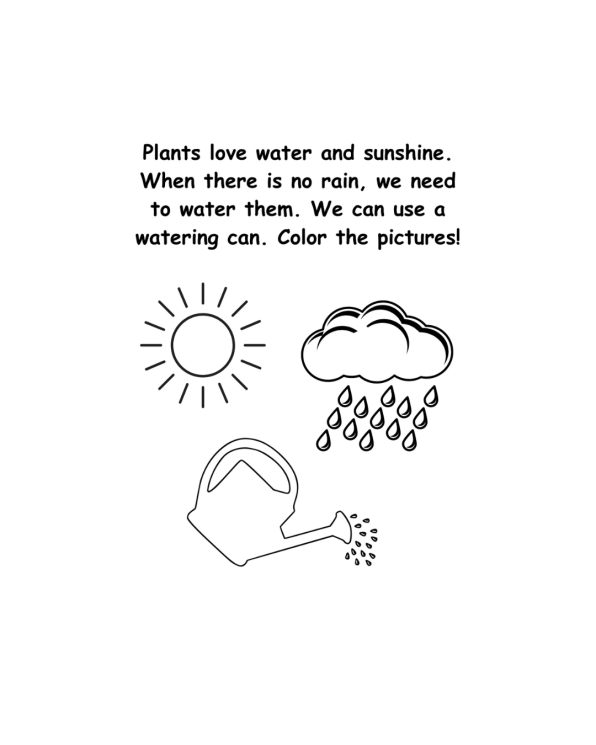 Plants love water and sunshine.
When there is no rain, we need
to water them. We can use a
watering can. Color the pictures!